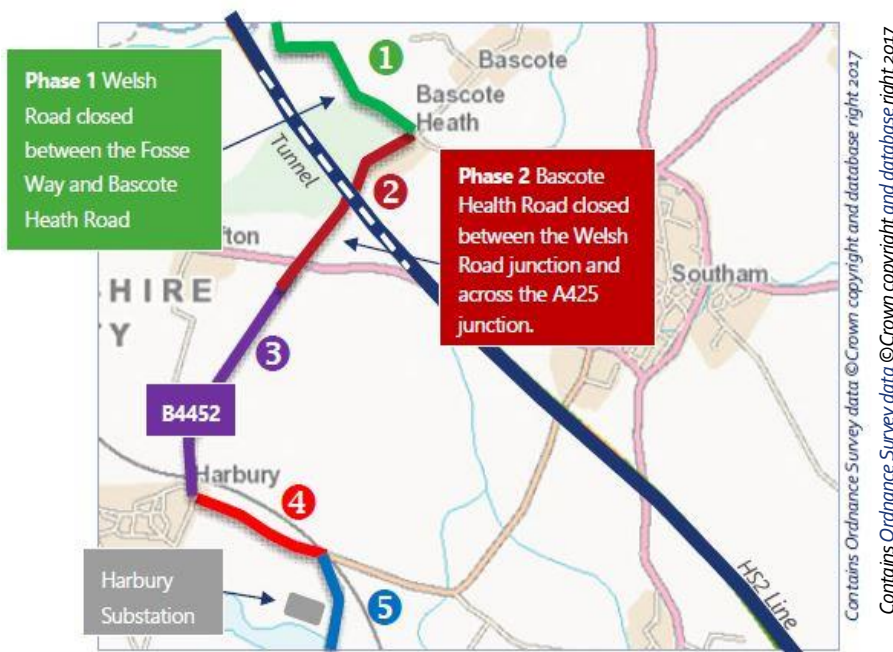 Phase 1 Welsh
Road closed
between the Fosse
Way and Bascote
Heath Road
1
Bascote
Bascote
Heath
Tunnel
2
Phase 2 Bascote
Health Road closed
between the Welsh
Road junction and
across the A425
junction.
fton
HIRE
Y
Southam
3
B4452
Harbury
4
Harbury
Substation
5
HS2 Line
Contains Ordnance Survey data ©Crown copyright and database right 2017
Contains Ordnance Survey data ©Crown copyright and database right 2017